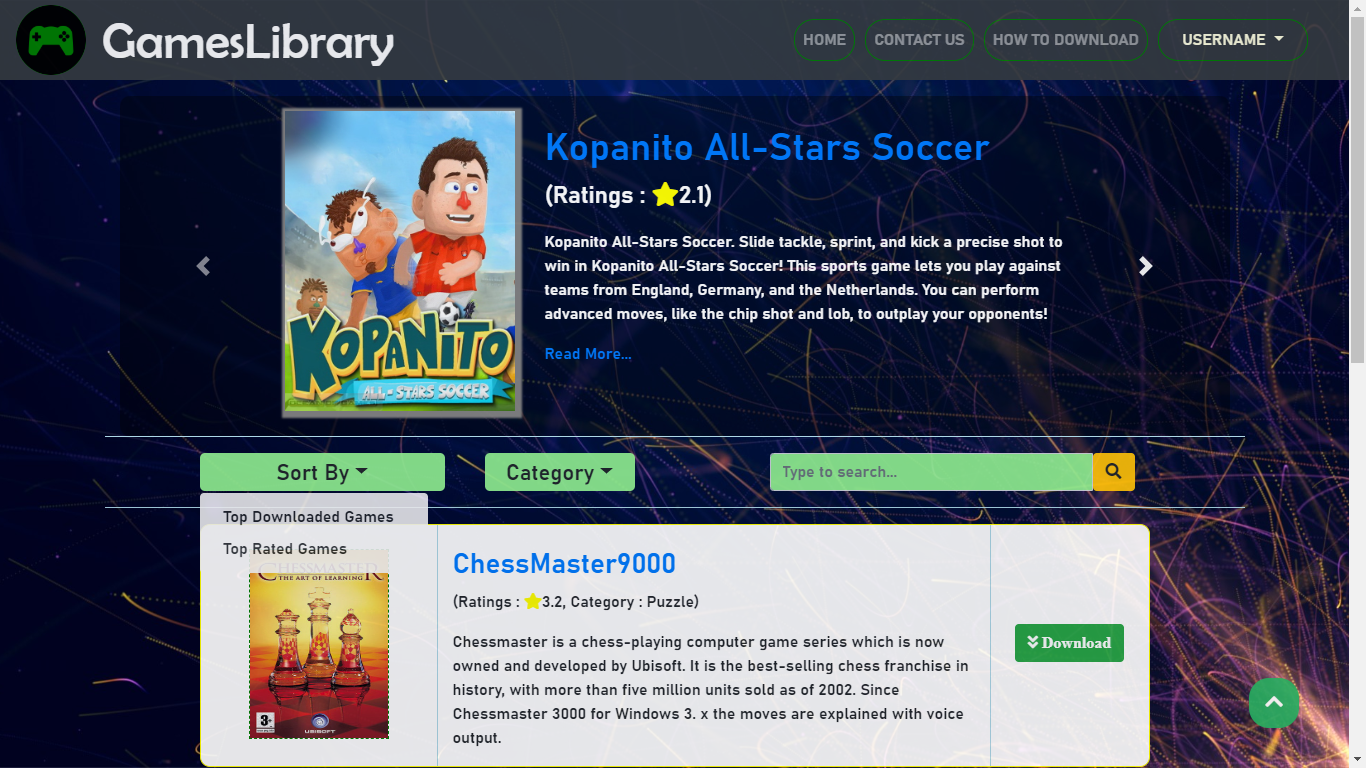 GamesLibrary
HOME CONTACT US HOW TO DOWNLOAD USERNAME
Kopanito All-Stars Soccer
(Ratings : 2.1)
Kopanito All-Stars Soccer. Slide tackle, sprint, and kick a precise shot to
win in Kopanito All-Stars Soccer! This sports game lets you play against
teams from England, Germany, and the Netherlands. You can perform
advanced moves, like the chip shot and lob, to outplay your opponents!
Read More...
KOPANITO
ALL-STARS SOCCER
Sort By Category Type to search...
Top Downloaded Games
Top Rated Games
CHESSMASTER
THE ART OF LEARNING
3+
UBISOFT
ChessMaster9000
(Ratings : 3.2, Category : Puzzle)
Chessmaster is a chess-playing computer game series which is now
owned and developed by Ubisoft. It is the best-selling chess franchise in
history, with more than five million units sold as of 2002. Since
Chessmaster 3000 for Windows 3. x the moves are explained with voice
output.
Download